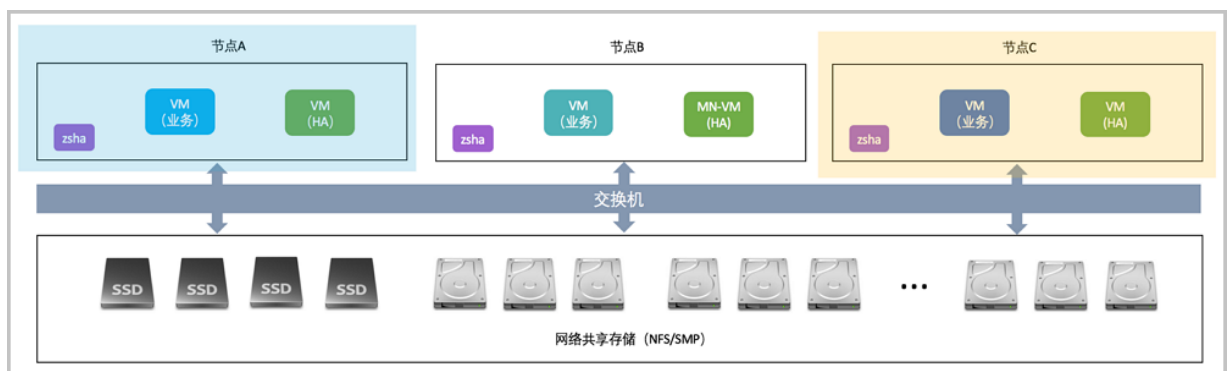 节点A
节点B
节点C
VM
（业务）
VM
(HA)
zsha
VM
（业务）
MN-VM
(HA)
zsha
VM
（业务）
VM
(HA)
zsha
交换机
SSD
SSD
SSD
SSD
...
网络共享存储（NFS/SMP）